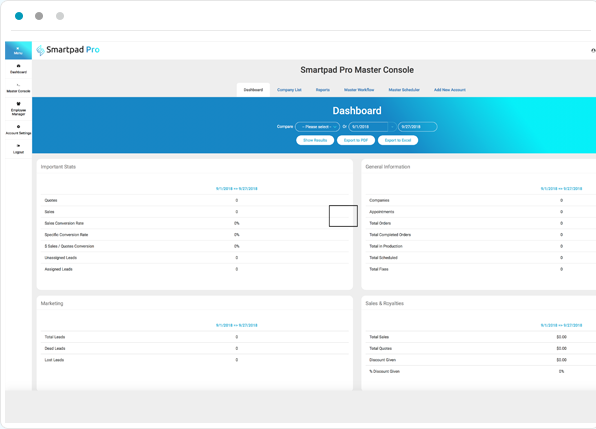 Menu
Smartpad Pro
Dashboard
Master Console
Employee
Manager
Account Settings
Logout
Smartpad Pro Master Console
Dashboard Company List Reports Master Workflow Master Scheduler Add New Account
Dashboard
Compare -- Please select -- 9/1/2018 - 9/27/2018
Show Results Export to PDF Export to Excel
Important Stats
9/1/2018 >> 9/27/2018
Quotes 0
Sales 0
Sales Conversion Rate 0%
Specific Conversion Rate 0%
$ Sales / Quotes Conversion 0%
Unassigned Leads 0
Assigned Leads 0
General Information
9/1/2018 >> 9/27/2018
Companies 0
Appointments 0
Total Orders 0
Total Completed Orders 0
Total In Production 0
Total Scheduled 0
Total Fixes 0
Marketing
9/1/2018 >> 9/27/2018
Total Leads 0
Dead Leads 0
Lost Leads 0
Sales & Royalties
9/1/2018 >> 9/27/2018
Total Sales $0.00
Total Quotes $0.00
Discount Given $0.00
% Discount Given 0%